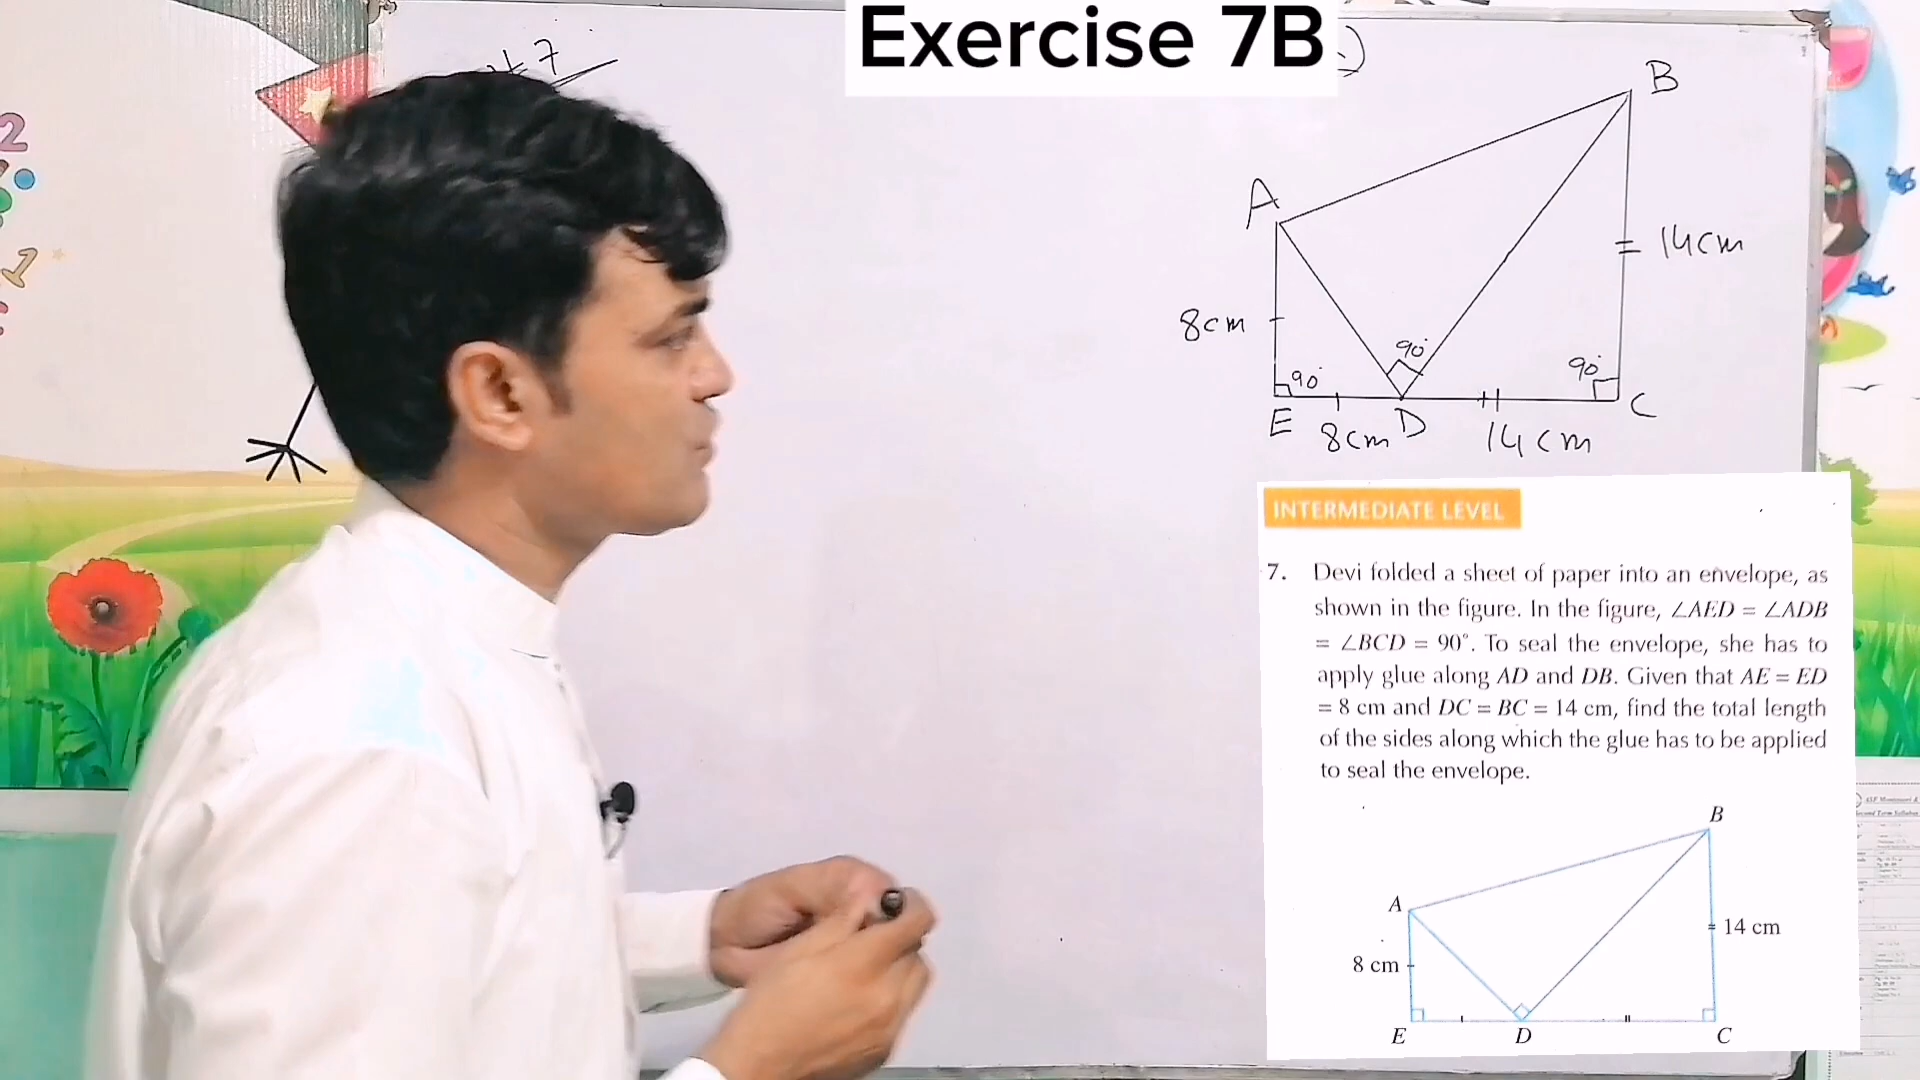 Exercise 7B
7
B
A
14cm
8cm
90°
90°
90°
E
8cm
D
14cm
C
INTERMEDIATE LEVEL
7. Devi folded a sheet of paper into an envelope, as
shown in the figure. In the figure, ∠AED = ∠ADB
= ∠BCD = 90°. To seal the envelope, she has to
apply glue along AD and DB. Given that AE = ED
= 8 cm and DC = BC = 14 cm, find the total length
of the sides along which the glue has to be applied
to seal the envelope.
B
A
14 cm
8 cm
E
D
C
2
1